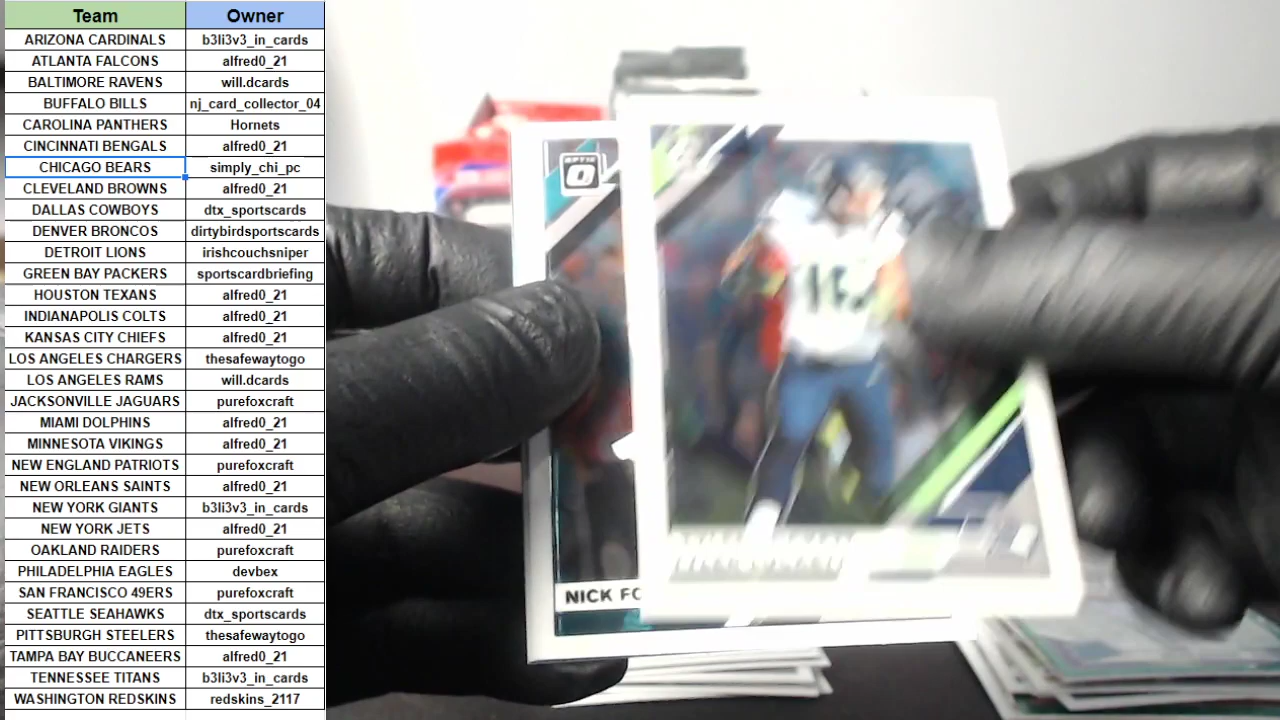 Team Owner
ARIZONA CARDINALS b3li3v3_in_cards
ATLANTA FALCONS alfred0_21
BALTIMORE RAVENS will.dcards
BUFFALO BILLS nj_card_collector_04
CAROLINA PANTHERS Hornets
CINCINNATI BENGALS alfred0_21
CHICAGO BEARS simply_chi_pc
CLEVELAND BROWNS alfred0_21
DALLAS COWBOYS dtx_sportscards
DENVER BRONCOS dirtybirdsportscards
DETROIT LIONS irishcouchsniper
GREEN BAY PACKERS sportscardbriefing
HOUSTON TEXANS alfred0_21
INDIANAPOLIS COLTS alfred0_21
KANSAS CITY CHIEFS alfred0_21
LOS ANGELES CHARGERS thesafewaytogo
LOS ANGELES RAMS will.dcards
JACKSONVILLE JAGUARS purefoxcraft
MIAMI DOLPHINS alfred0_21
MINNESOTA VIKINGS alfred0_21
NEW ENGLAND PATRIOTS purefoxcraft
NEW ORLEANS SAINTS alfred0_21
NEW YORK GIANTS b3li3v3_in_cards
NEW YORK JETS alfred0_21
OAKLAND RAIDERS purefoxcraft
PHILADELPHIA EAGLES devbex
SAN FRANCISCO 49ERS purefoxcraft
SEATTLE SEAHAWKS dtx_sportscards
PITTSBURGH STEELERS thesafewaytogo
TAMPA BAY BUCCANEERS alfred0_21
TENNESSEE TITANS b3li3v3_in_cards
WASHINGTON REDSKINS redskins_2117
OPTIC
NICK FO